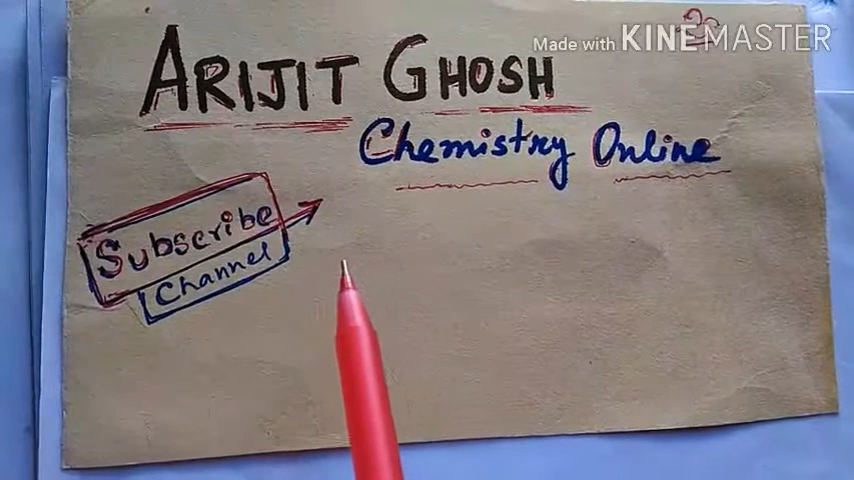 Made with KINEMASTER
ARIJIT GHOSH
Chemistry Online
Subscribe
Channel